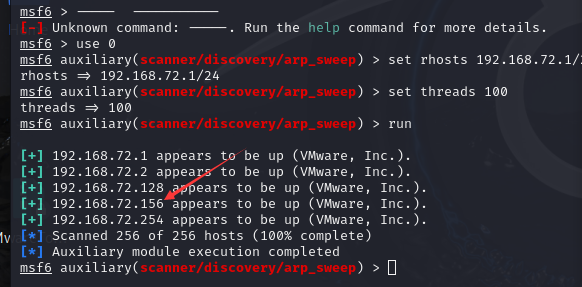 msf6 > ----- ------------
[-] Unknown command: -----. Run the help command for more details.
msf6 > use 0
msf6 auxiliary(scanner/discovery/arp_sweep) > set rhosts 192.168.72.1/
rhosts => 192.168.72.1/24
msf6 auxiliary(scanner/discovery/arp_sweep) > set threads 100
threads => 100
msf6 auxiliary(scanner/discovery/arp_sweep) > run
[+] 192.168.72.1 appears to be up (VMware, Inc.).
[+] 192.168.72.2 appears to be up (VMware, Inc.).
[+] 192.168.72.128 appears to be up (VMware, Inc.).
[+] 192.168.72.156 appears to be up (VMware, Inc.).
[+] 192.168.72.254 appears to be up (VMware, Inc.).
[*] Scanned 256 of 256 hosts (100% complete)
[*] Auxiliary module execution completed
msf6 auxiliary(scanner/discovery/arp_sweep) >